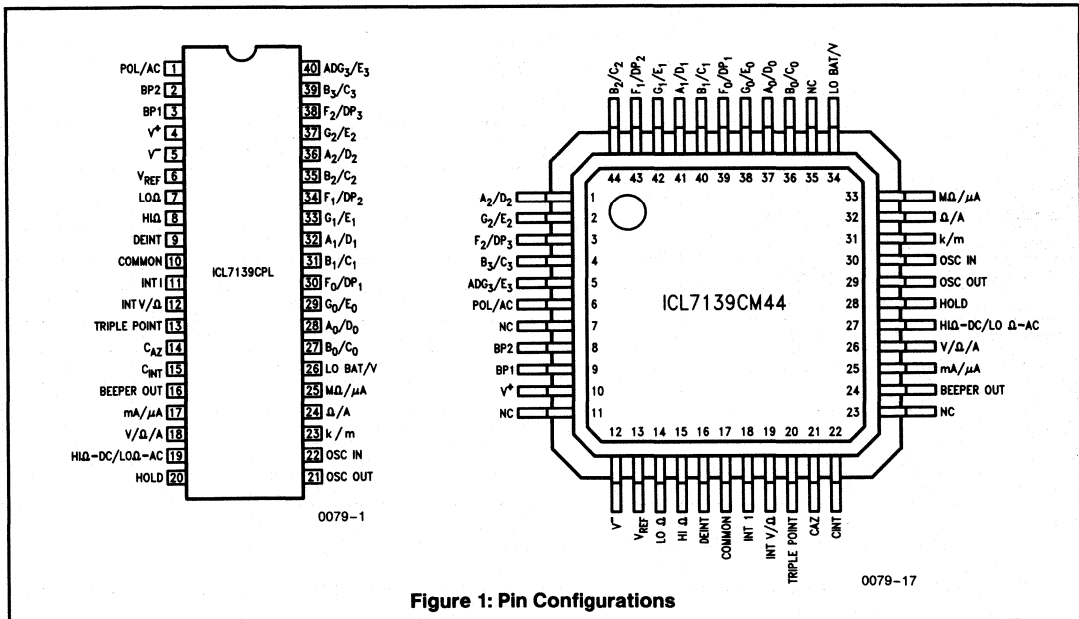 POL/AC 1
BP2 2
BP1 3
V+ 4
V− 5
VREF 6
LOΩ 7
HIΩ 8
DEINT 9
COMMON 10
INT I 11
INT V/Ω 12
TRIPLE POINT 13
CAZ 14
CINT 15
BEEPER OUT 16
mA/μA 17
V/Ω/A 18
HIΩ-DC/LOΩ-AC 19
HOLD 20
ICL7139CPL
40 ADG3/E3
39 B3/C3
38 F2/DP3
37 G2/E2
36 A2/D2
35 B2/C2
34 F1/DP2
33 G1/E1
32 A1/D1
31 B1/C1
30 F0/DP1
29 G0/E0
28 A0/D0
27 B0/C0
26 LO BAT/V
25 MΩ/μA
24 Ω/A
23 k/m
22 OSC IN
21 OSC OUT
0079-1
B2/C2
F1/DP2
G1/E1
A1/D1
B1/C1
F0/DP1
G0/E0
A0/D0
B0/C0
NC
LO BAT/V
44 43 42 41 40 39 38 37 36 35 34
A2/D2 1
G2/E2 2
F2/DP3 3
B3/C3 4
ADG3/E3 5
POL/AC 6
NC 7
BP2 8
BP1 9
V+ 10
NC 11
ICL7139CM44
33 MΩ/μA
32 Ω/A
31 k/m
30 OSC IN
29 OSC OUT
28 HOLD
27 HIΩ-DC/LO Ω-AC
26 V/Ω/A
25 mA/μA
24 BEEPER OUT
23 NC
12 13 14 15 16 17 18 19 20 21 22
V−
VREF
LO Ω
HI Ω
DEINT
COMMON
INT 1
INT V/Ω
TRIPLE POINT
CAZ
CINT
0079-17
Figure 1: Pin Configurations